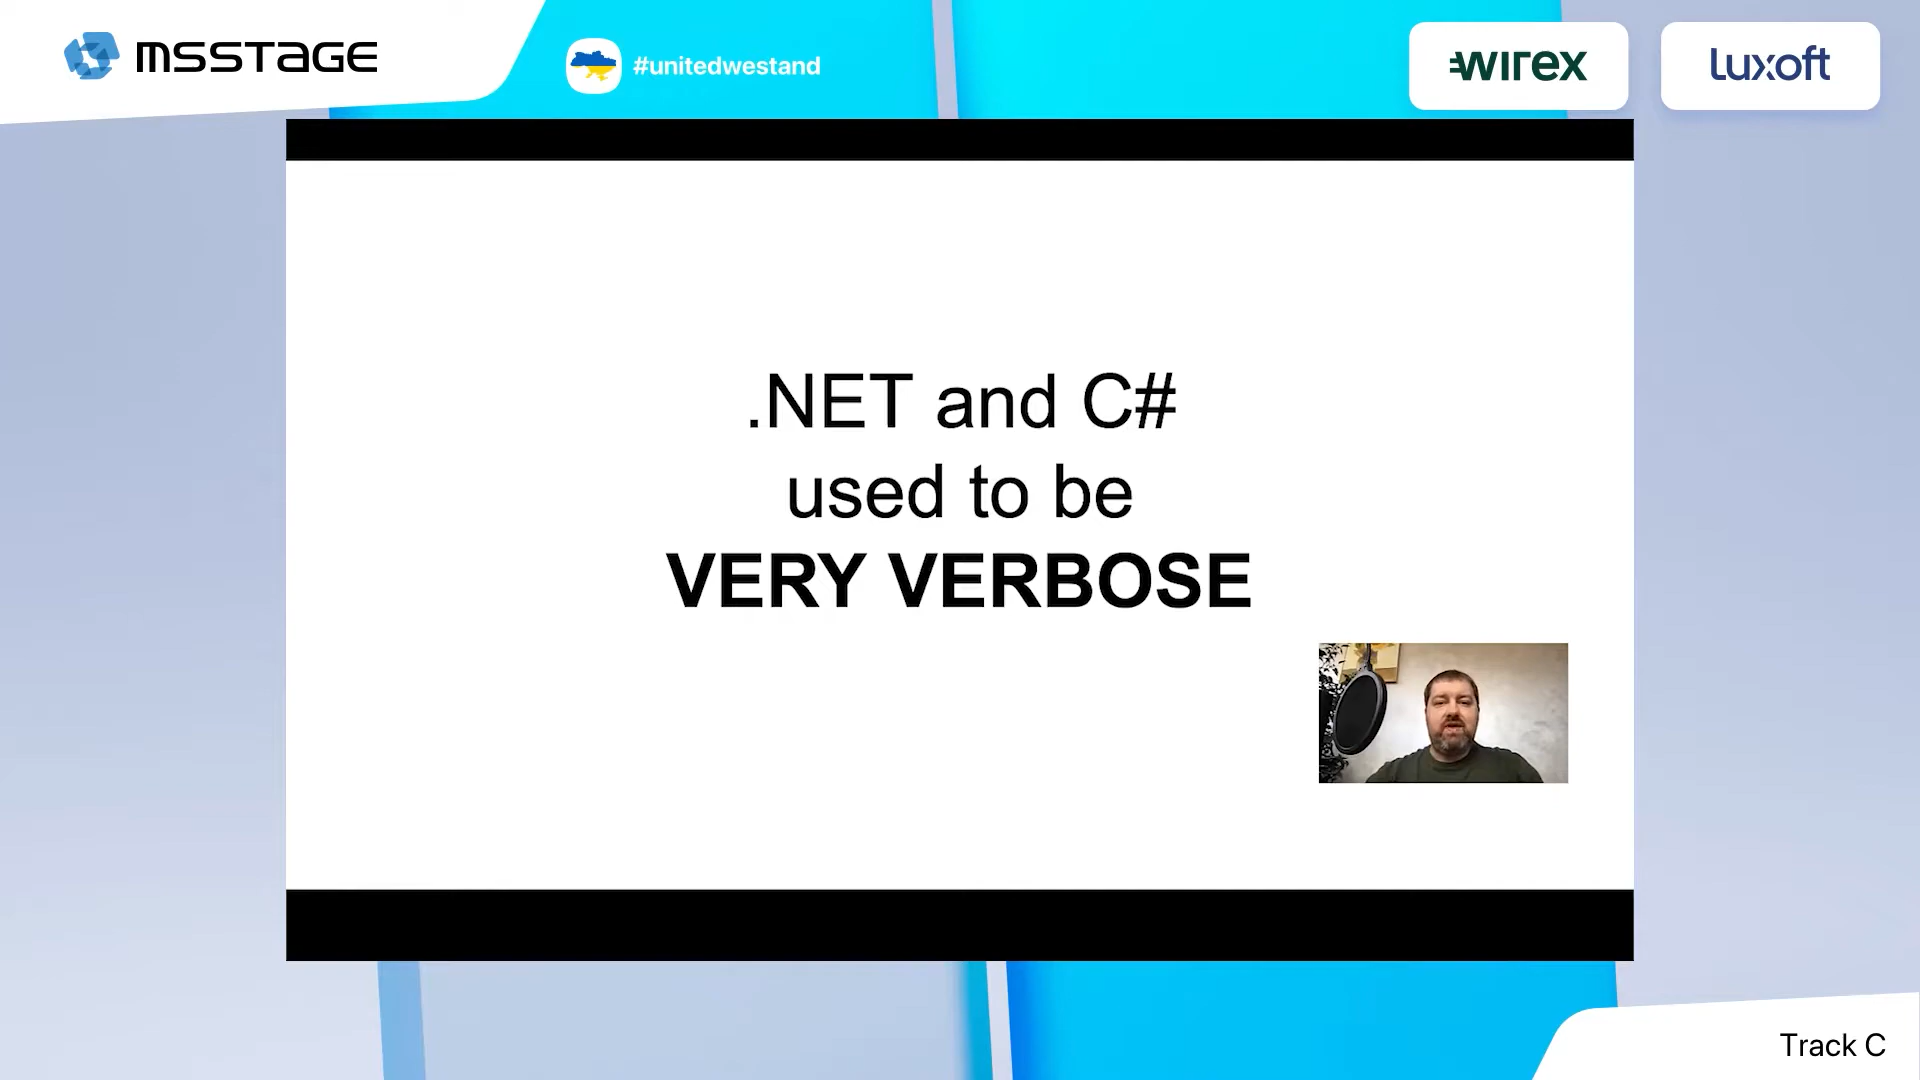 msstage
#unitedwestand
wirex
luxoft
.NET and C#
used to be
VERY VERBOSE
Track C